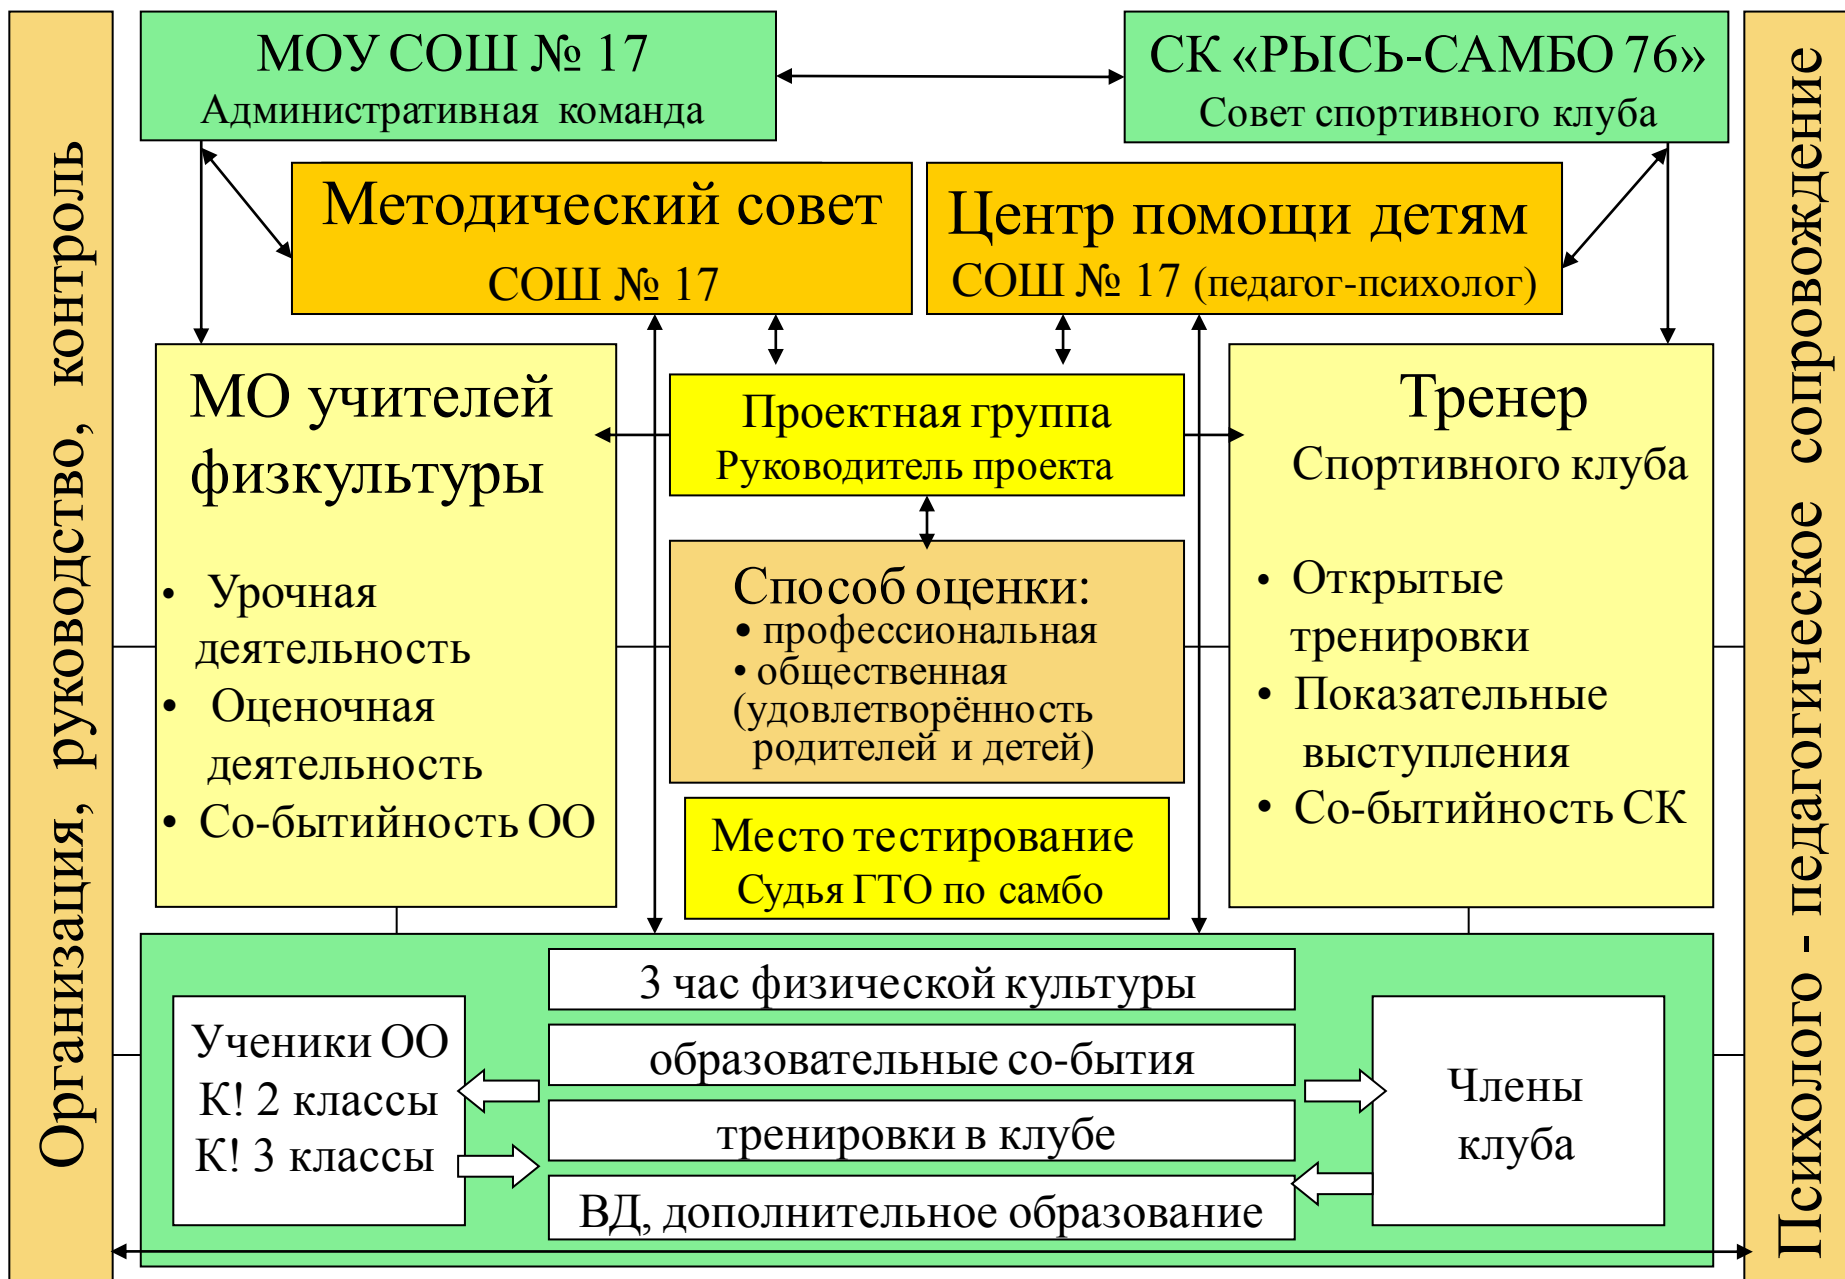 Организация, руководство, контроль
МОУ СОШ № 17
Административная команда
СК «РЫСЬ-САМБО 76»
Совет спортивного клуба
Методический совет
СОШ № 17
Центр помощи детям
СОШ № 17 (педагог-психолог)
МО учителей
физкультуры
• Урочная
деятельность
• Оценочная
деятельность
• Со-бытийность ОО
Проектная группа
Руководитель проекта
Способ оценки:
• профессиональная
• общественная
(удовлетворённость
родителей и детей)
Место тестирование
Судья ГТО по самбо
Тренер
Спортивного клуба
• Открытые
тренировки
• Показательные
выступления
• Со-бытийность СК
Ученики ОО
К! 2 классы
К! 3 классы
3 час физической культуры
образовательные со-бытия
тренировки в клубе
ВД, дополнительное образование
Члены
клуба
Психолого - педагогическое сопровождение